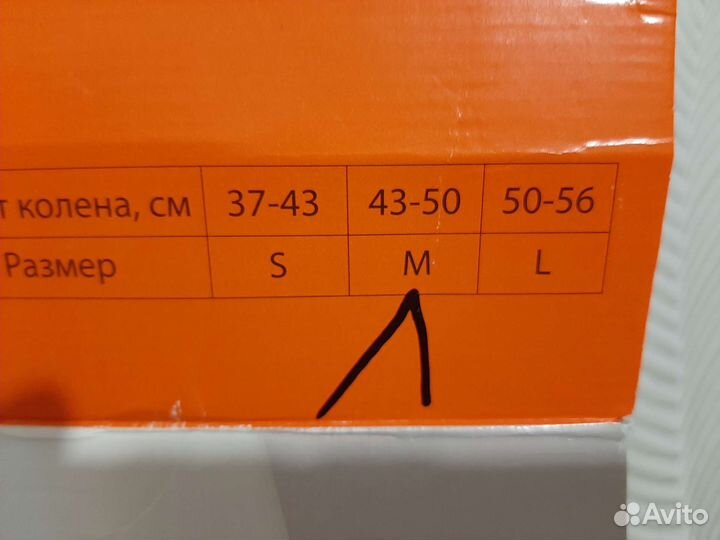 т колена, см 37-43 43-50 50-56
Размер S M L
Avito